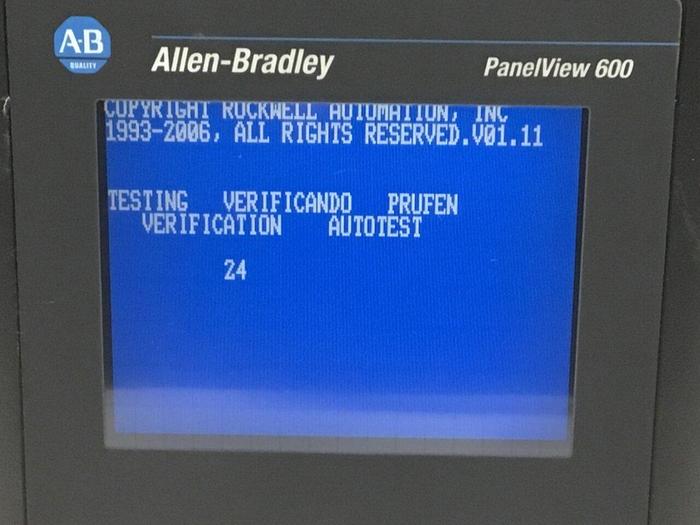 A-B
QUALITY
Allen-Bradley
PanelView 600
COPYRIGHT ROCKWELL AUTOMATION, INC
1993-2006, ALL RIGHTS RESERVED.V01.11
TESTING VERIFICANDO PRUFEN
VERIFICATION AUTOTEST
24